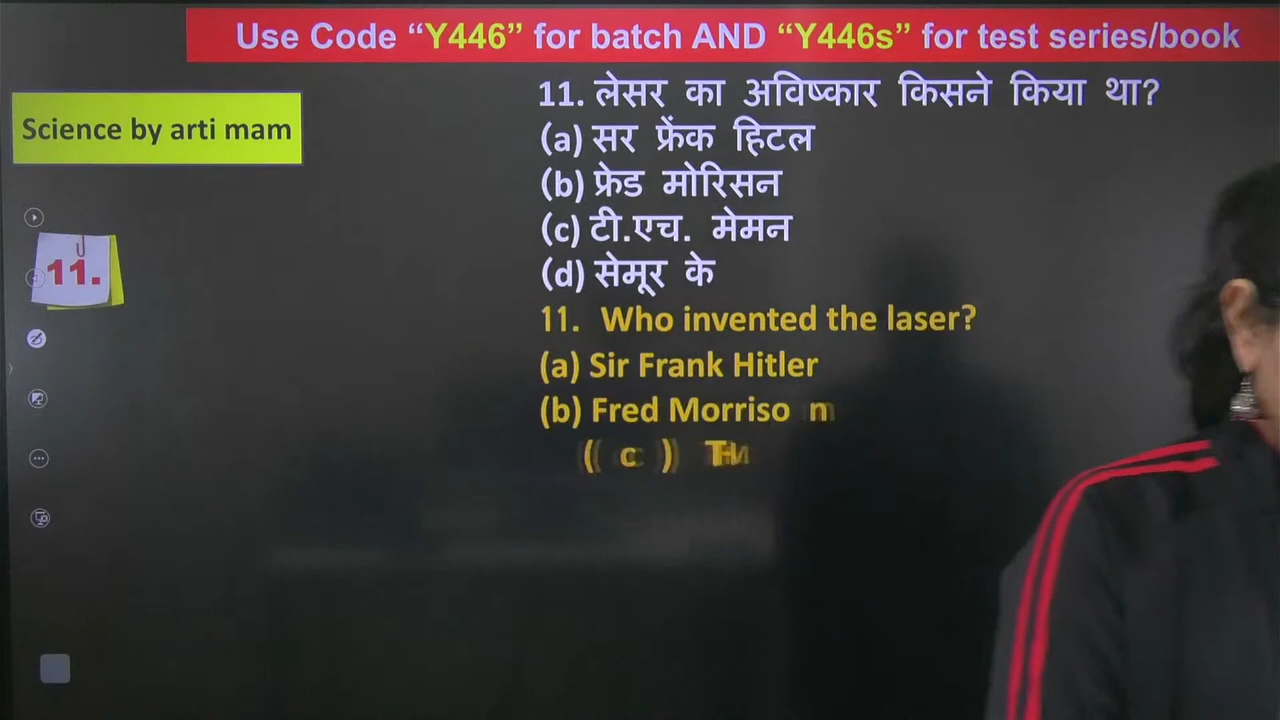 Use Code “Y446” for batch AND “Y446s” for test series/book
Science by arti mam
11.
11. लेसर का अविष्कार किसने किया था?
(a) सर फ्रेंक हिटल
(b) फ्रेड मोरिसन
(c) टी.एच. मेमन
(d) सेमूर के
11. Who invented the laser?
(a) Sir Frank Hitler
(b) Fred Morriso n
( c )